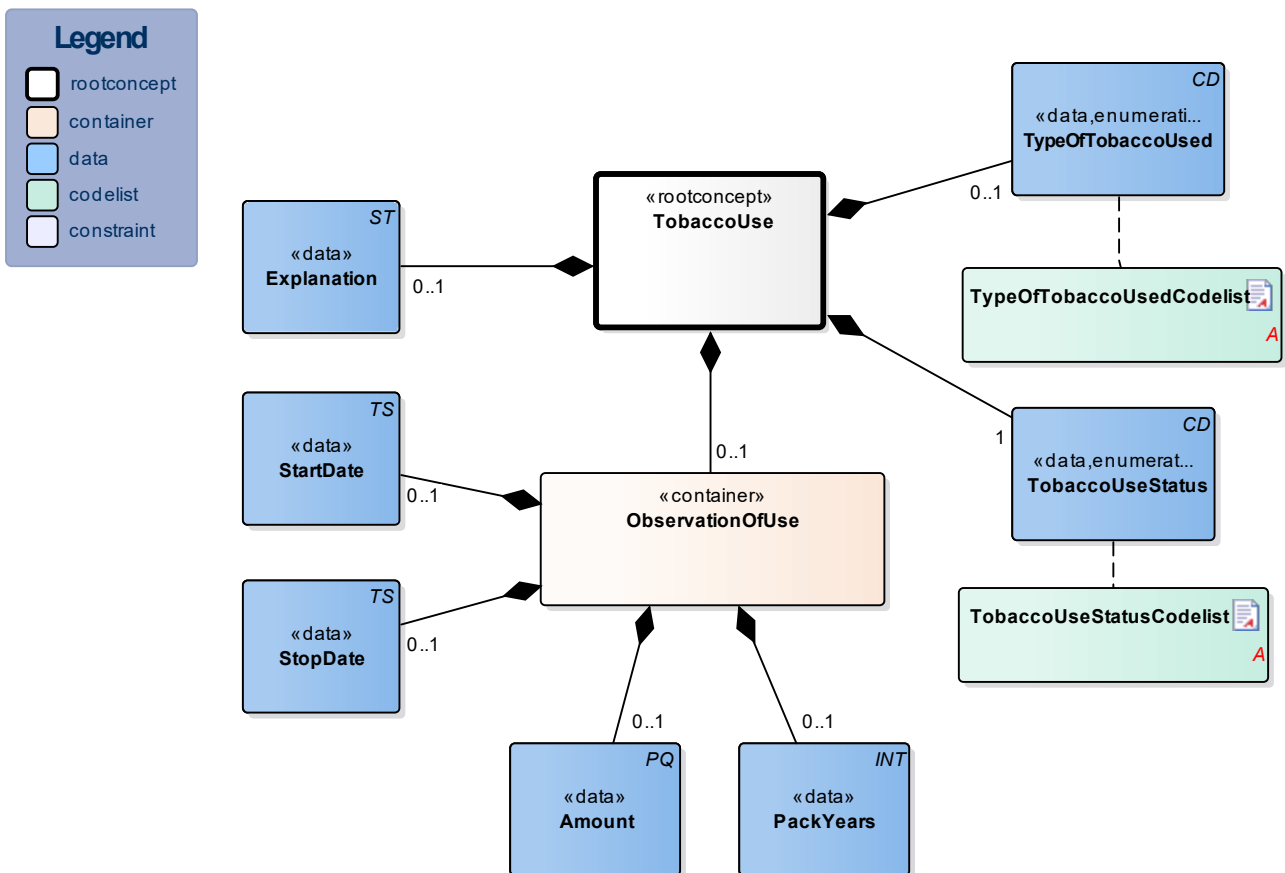 Legend
rootconcept
container
data
codelist
constraint
CD
«data,enumerati...
TypeOfTobaccoUsed
0..1
«rootconcept»
TobaccoUse
ST
«data»
Explanation
0..1
TypeOfTobaccoUsedCodelist
A
TS
«data»
StartDate
0..1
0..1
1
CD
«data,enumerat...
TobaccoUseStatus
«container»
ObservationOfUse
TS
«data»
StopDate
0..1
TobaccoUseStatusCodelist
A
0..1
0..1
PQ
«data»
Amount
INT
«data»
PackYears